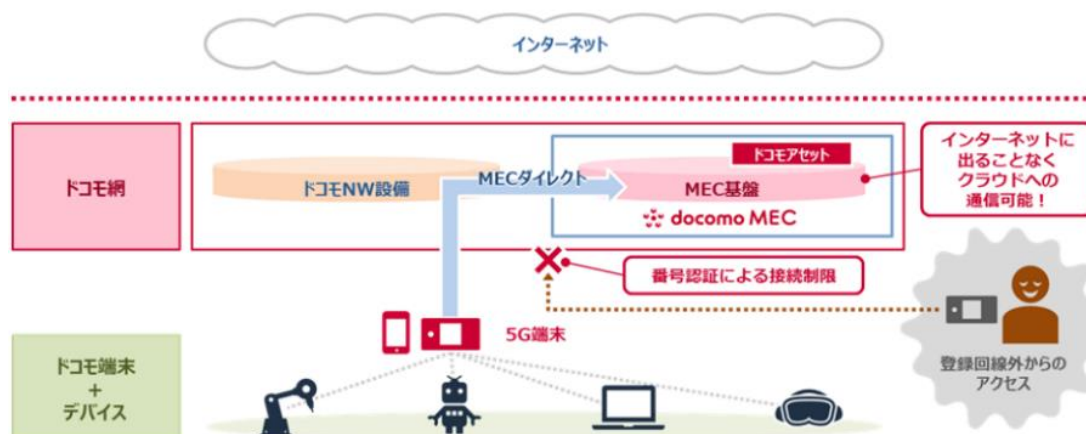 インターネット
ドコモ網
ドコモNW設備
MECダイレクト
ドコモアセット
MEC基盤
docomo MEC
インターネットに
出ることなく
クラウドへの
通信可能！
番号認証による接続制限
5G端末
登録回線外からの
アクセス
ドコモ端末
+
デバイス